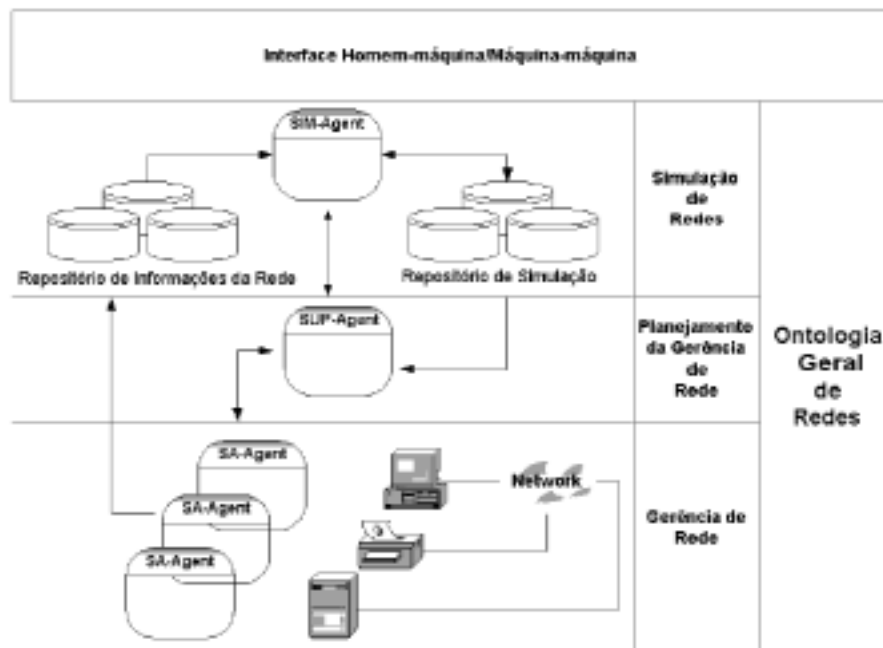 Interface Homem-máquina/Máquina-máquina
SIM-Agent
Repositório de Informações da Rede
Repositório de Simulação
Simulação
de
Redes
SUP-Agent
Planejamento
da Gerência
de
Rede
Ontologia
Geral
de
Redes
SA-Agent
SA-Agent
SA-Agent
Network
Gerência de
Rede